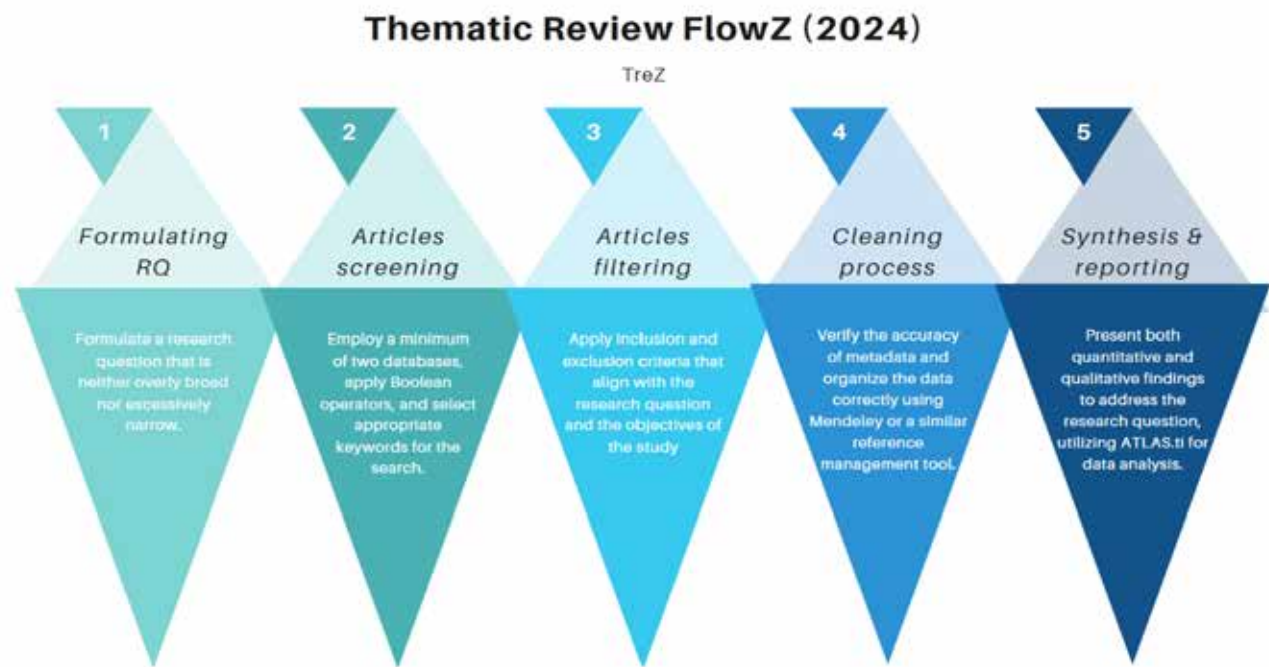 Thematic Review FlowZ (2024)
TreZ
1
Formulating
RQ
Formulate a research
question that is
neither overly broad
nor excessively
narrow.
2
Articles
screening
Employ a minimum
of two databases,
apply Boolean
operators, and select
appropriate
keywords for the
search.
3
Articles
filtering
Apply inclusion and
exclusion criteria that
align with the
research question
and the objectives of
the study
4
Cleaning
process
Verify the accuracy
of metadata and
organize the data
correctly using
Mendeley or a similar
reference
management tool.
5
Synthesis &
reporting
Present both
quantitative and
qualitative findings
to address the
research question,
utilizing ATLAS.ti for
data analysis.